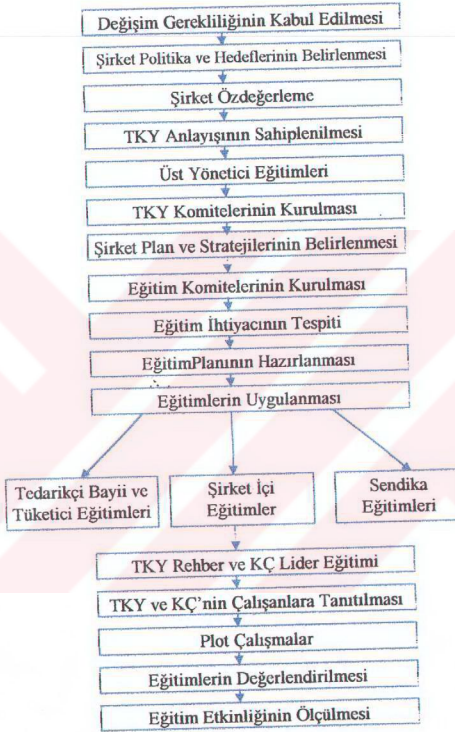 Değişim Gerekliliğinin Kabul Edilmesi
Şirket Politika ve Hedeflerinin Belirlenmesi
Şirket Özdeğerleme
TKY Anlayışının Sahiplenilmesi
Üst Yönetici Eğitimleri
TKY Komitelerinin Kurulması
Şirket Plan ve Stratejilerinin Belirlenmesi
Eğitim Komitelerinin Kurulması
Eğitim İhtiyacının Tespiti
EğitimPlanının Hazırlanması
Eğitimlerin Uygulanması
Tedarikçi Bayii ve
Tüketici Eğitimleri
Şirket İçi
Eğitimler
Sendika
Eğitimleri
TKY Rehber ve KÇ Lider Eğitimi
TKY ve KÇ'nin Çalışanlara Tanıtılması
Plot Çalışmalar
Eğitimlerin Değerlendirilmesi
Eğitim Etkinliğinin Ölçülmesi